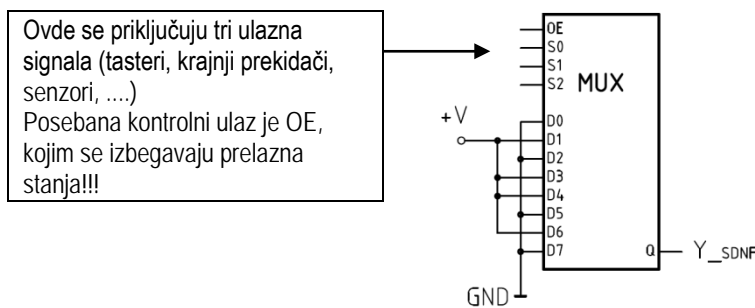 Ovde se priključuju tri ulazna
signala (tasteri, krajnji prekidači,
senzori, ....)
Posebana kontrolni ulaz je OE,
kojim se izbegavaju prelazna
stanja!!!
OE
S0
S1
S2
MUX
+V
D0
D1
D2
D3
D4
D5
D6
D7
Q
Y_SDNF
GND